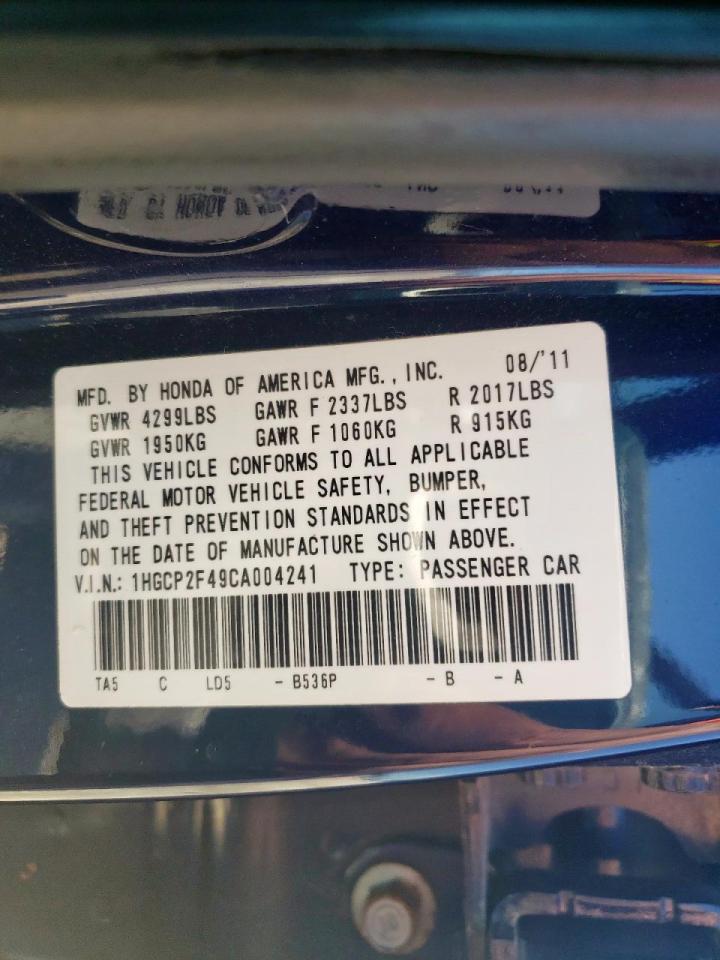 MFD. BY HONDA OF AMERICA MFG., INC. 08/'11
GVWR 4299LBS GAWR F 2337LBS R 2017LBS
GVWR 1950KG GAWR F 1060KG R 915KG
THIS VEHICLE CONFORMS TO ALL APPLICABLE
FEDERAL MOTOR VEHICLE SAFETY, BUMPER,
AND THEFT PREVENTION STANDARDS IN EFFECT
ON THE DATE OF MANUFACTURE SHOWN ABOVE.
V.I.N.: 1HGCP2F49CA004241 TYPE: PASSENGER CAR
TA5 C LD5 - B536P - B - A